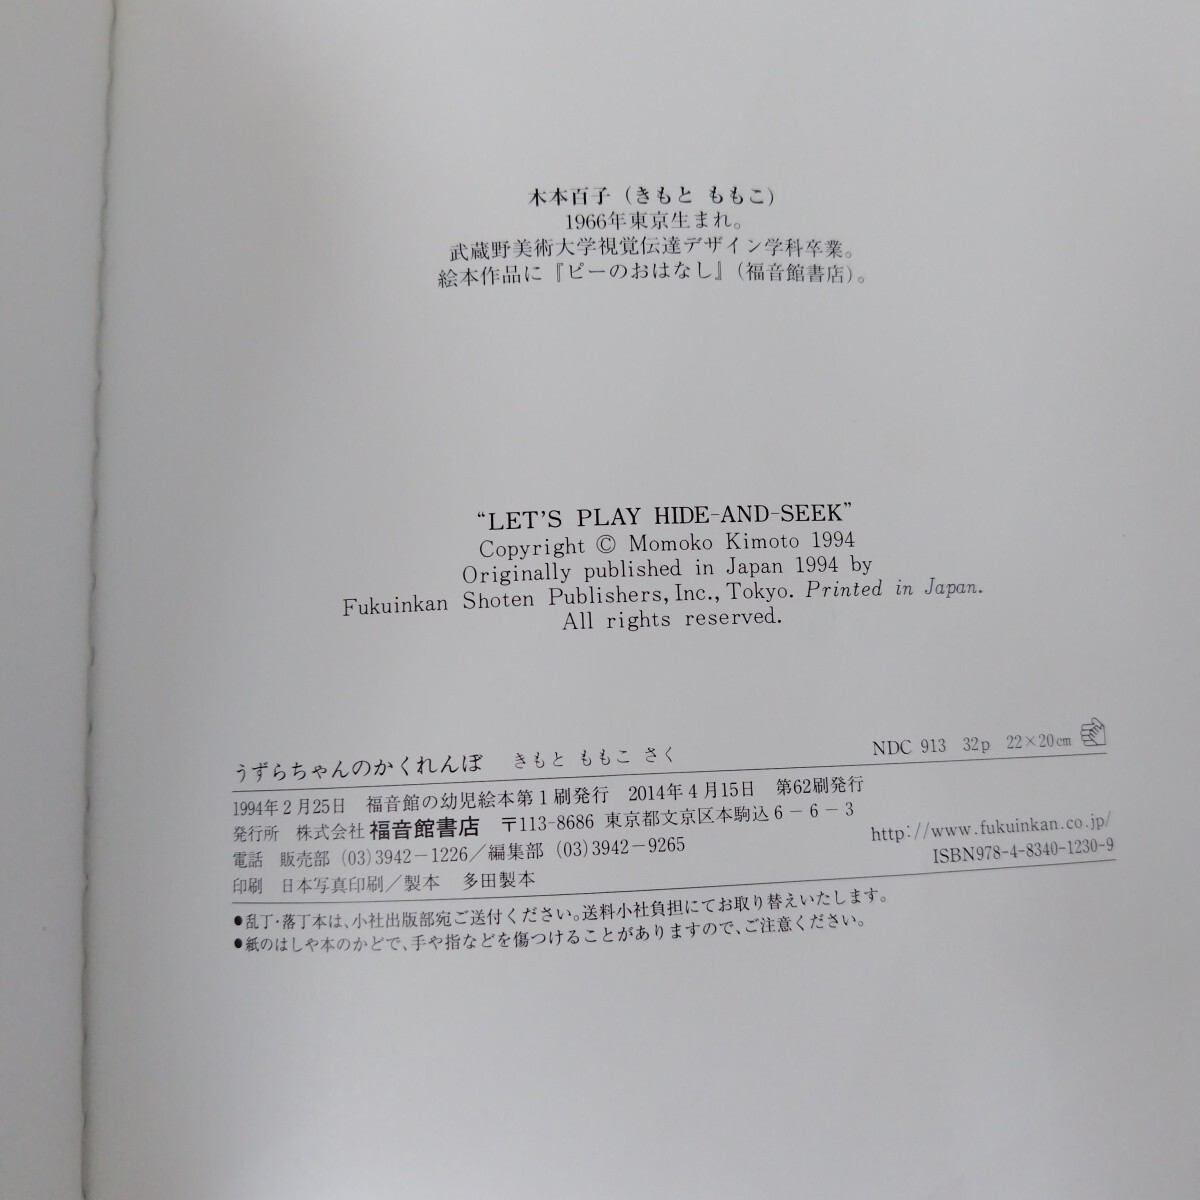 木本百子（きもと ももこ）
1966年東京生まれ。
武蔵野美術大学視覚伝達デザイン学科卒業。
絵本作品に『ピーのおはなし』（福音館書店）。
“LET'S PLAY HIDE-AND-SEEK”
Copyright © Momoko Kimoto 1994
Originally published in Japan 1994 by
Fukuinkan Shoten Publishers, Inc., Tokyo. Printed in Japan.
All rights reserved.
うずらちゃんのかくれんぼ　きもと ももこ さく　NDC 913　32p　22×20㎝
1994年2月25日　福音館の幼児絵本第1刷発行　2014年4月15日　第62刷発行
発行所　株式会社 福音館書店　〒113-8686 東京都文京区本駒込6－6－3
http://www.fukuinkan.co.jp/
電話　販売部 (03)3942－1226／編集部 (03)3942－9265
ISBN978-4-8340-1230-9
印刷　日本写真印刷／製本　多田製本
●乱丁・落丁本は、小社出版部宛ご送付ください。送料小社負担にてお取り替えいたします。
●紙のはしや本のかどで、手や指などを傷つけることがありますので、ご注意ください。